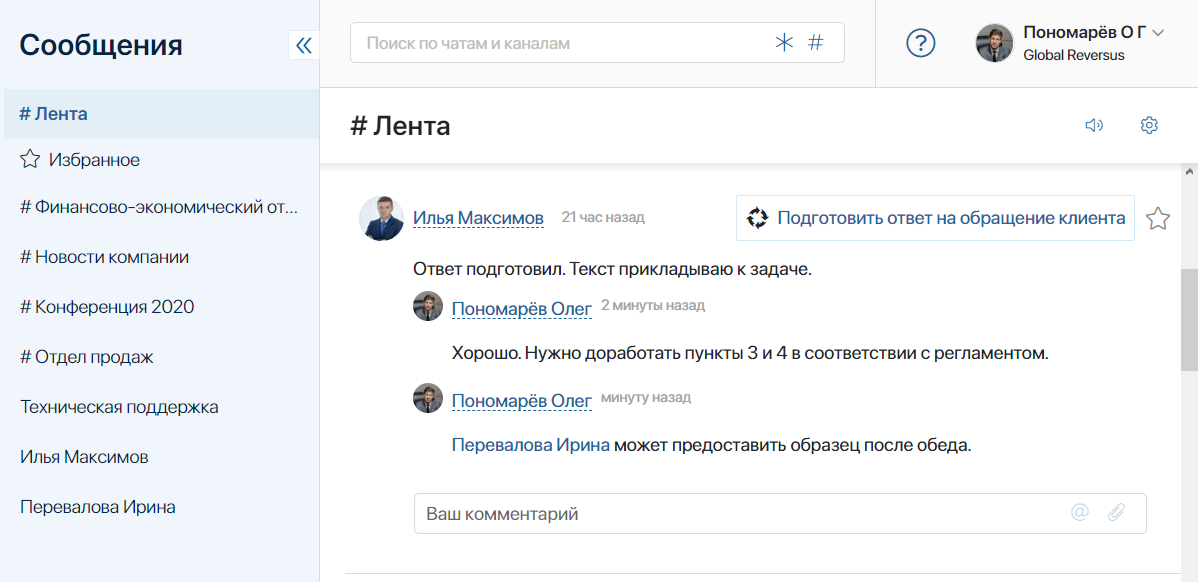 Сообщения
# Лента
Избранное
# Финансово-экономический от...
# Новости компании
# Конференция 2020
# Отдел продаж
Техническая поддержка
Илья Максимов
Перевалова Ирина
Поиск по чатам и каналам
#
?
Пономарёв О Г
Global Reversus
# Лента
Илья Максимов 21 час назад
Подготовить ответ на обращение клиента
Ответ подготовил. Текст прикладываю к задаче.
Пономарёв Олег 2 минуты назад
Хорошо. Нужно доработать пункты 3 и 4 в соответствии с регламентом.
Пономарёв Олег минуту назад
Перевалова Ирина может предоставить образец после обеда.
Ваш комментарий @